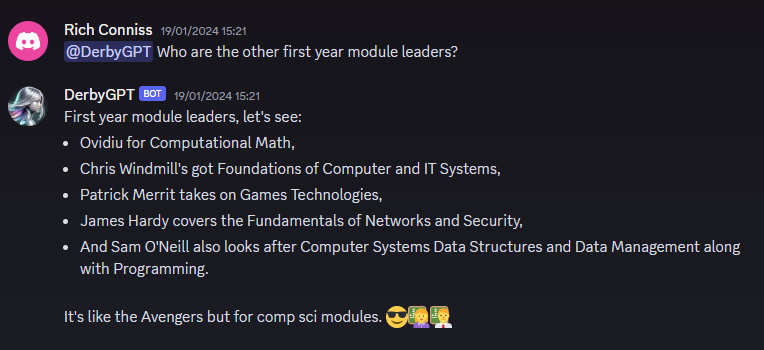 Rich Conniss 19/01/2024 15:21
@DerbyGPT Who are the other first year module leaders?
DerbyGPT BOT 19/01/2024 15:21
First year module leaders, let's see:
• Ovidiu for Computational Math,
• Chris Windmill's got Foundations of Computer and IT Systems,
• Patrick Merrit takes on Games Technologies,
• James Hardy covers the Fundamentals of Networks and Security,
• And Sam O'Neill also looks after Computer Systems Data Structures and Data Management along
with Programming.
It's like the Avengers but for comp sci modules. 😎👩‍🏫👨‍🏫